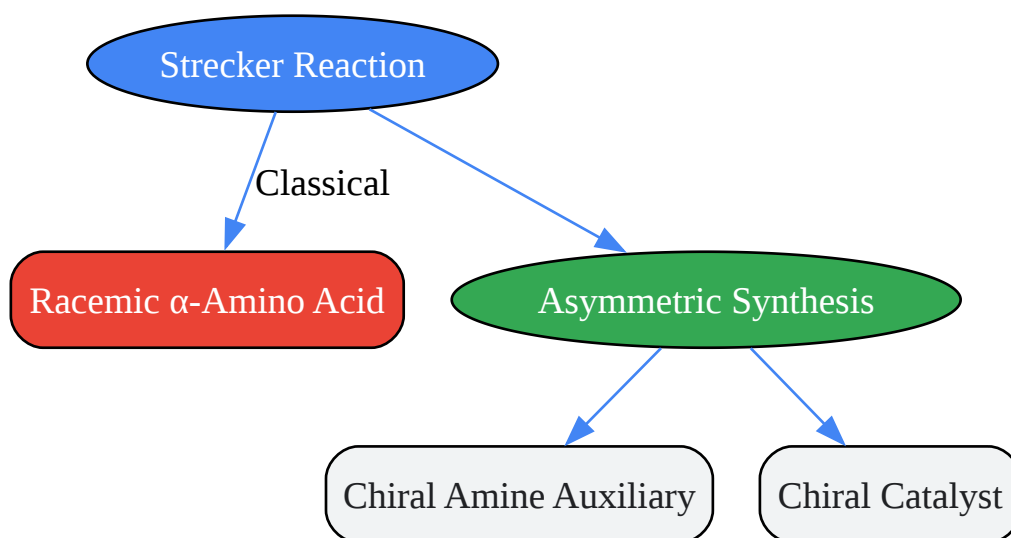 Strecker Reaction
Classical
Racemic α-Amino Acid
Asymmetric Synthesis
Chiral Amine Auxiliary
Chiral Catalyst